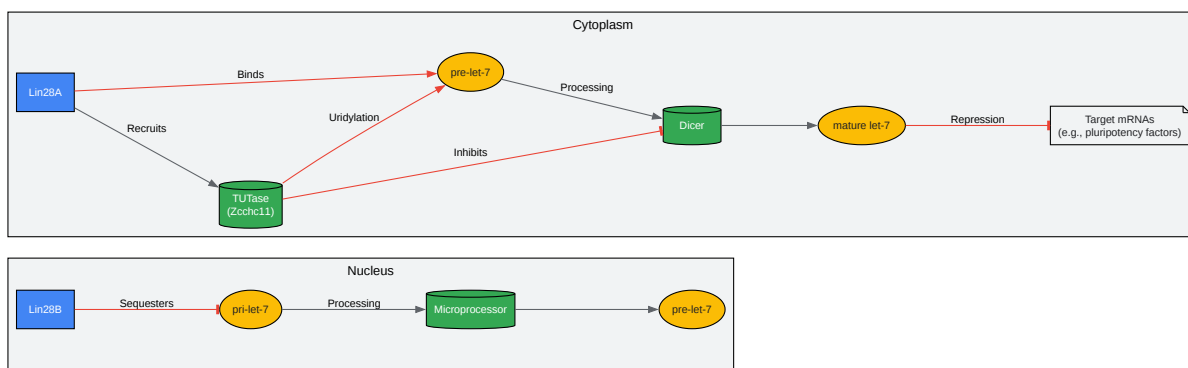 Cytoplasm
Lin28A
Binds
pre-let-7
Recruits
Uridylation
Processing
Inhibits
TUTase
(Zcchc11)
Dicer
mature let-7
Repression
Target mRNAs
(e.g., pluripotency factors)
Nucleus
Lin28B
Sequesters
pri-let-7
Processing
Microprocessor
pre-let-7